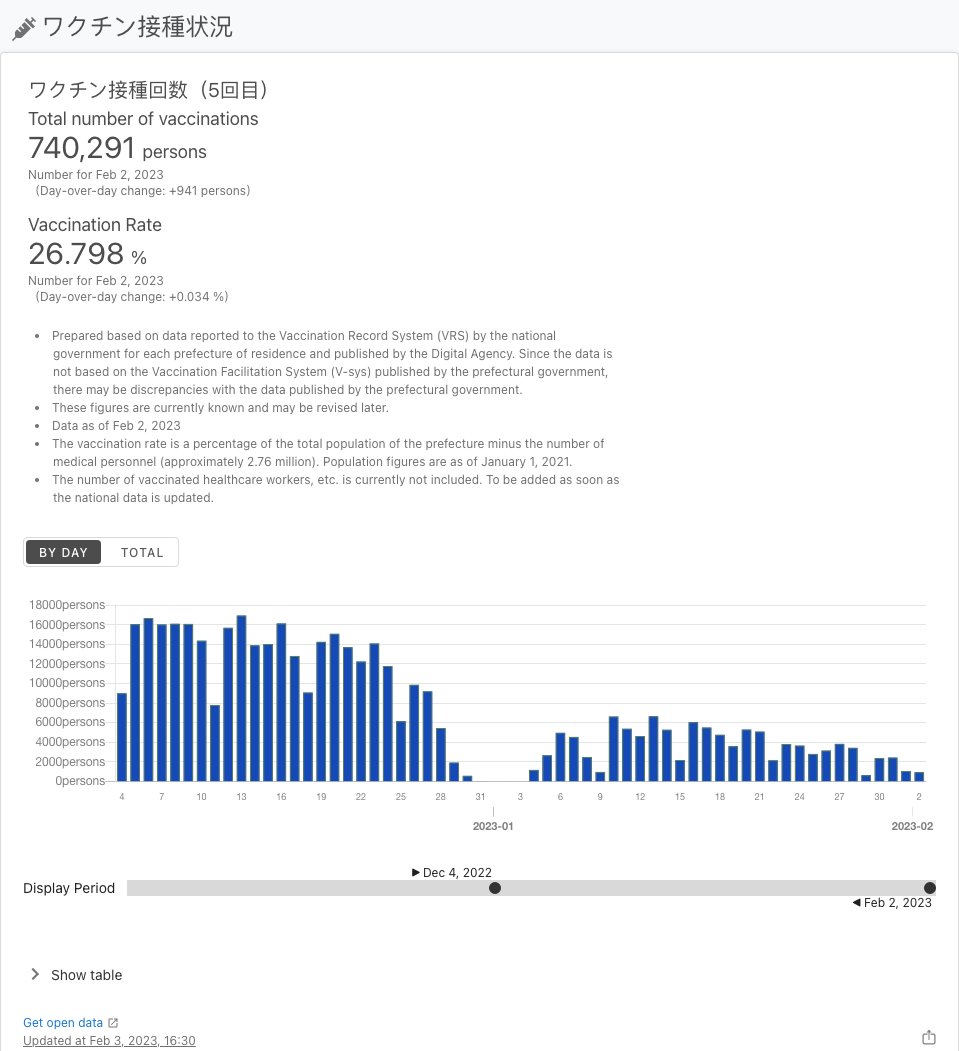 ワクチン接種状況
ワクチン接種回数（5回目）
Total number of vaccinations
740,291 persons
Number for Feb 2, 2023
(Day-over-day change: +941 persons)
Vaccination Rate
26.798 %
Number for Feb 2, 2023
(Day-over-day change: +0.034 %)
• Prepared based on data reported to the Vaccination Record System (VRS) by the national
government for each prefecture of residence and published by the Digital Agency. Since the data is
not based on the Vaccination Facilitation System (V-sys) published by the prefectural government,
there may be discrepancies with the data published by the prefectural government.
• These figures are currently known and may be revised later.
• Data as of Feb 2, 2023
• The vaccination rate is a percentage of the total population of the prefecture minus the number of
medical personnel (approximately 2.76 million). Population figures are as of January 1, 2021.
• The number of vaccinated healthcare workers, etc. is currently not included. To be added as soon as
the national data is updated.
BY DAY TOTAL
18000persons
16000persons
14000persons
12000persons
10000persons
8000persons
6000persons
4000persons
2000persons
0persons
4 7 10 13 16 19 22 25 28 31 3 6 9 12 15 18 21 24 27 30 2
2023-01 2023-02
Dec 4, 2022
Display Period
Feb 2, 2023
Show table
Get open data
Updated at Feb 3, 2023, 16:30